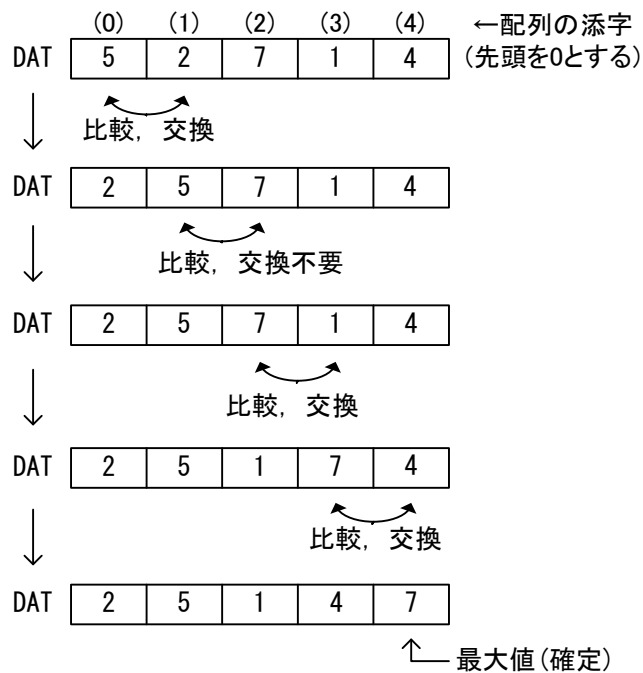 (0) (1) (2) (3) (4) ←配列の添字
DAT 5 2 7 1 4 (先頭を0とする)
比較, 交換
DAT 2 5 7 1 4
比較, 交換不要
DAT 2 5 7 1 4
比較, 交換
DAT 2 5 1 7 4
比較, 交換
DAT 2 5 1 4 7
最大値(確定)